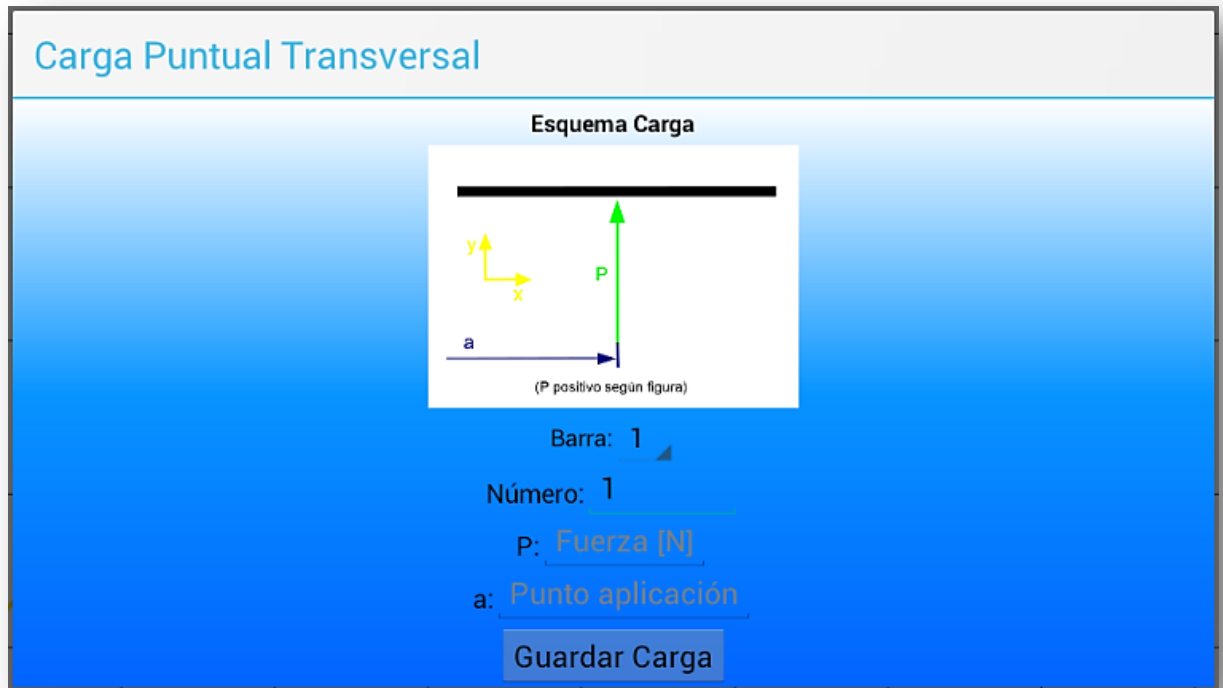 Carga Puntual Transversal
Esquema Carga
y
P
x
a
(P positivo según figura)
Barra: 1
Número: 1
P: Fuerza [N]
a: Punto aplicación
Guardar Carga